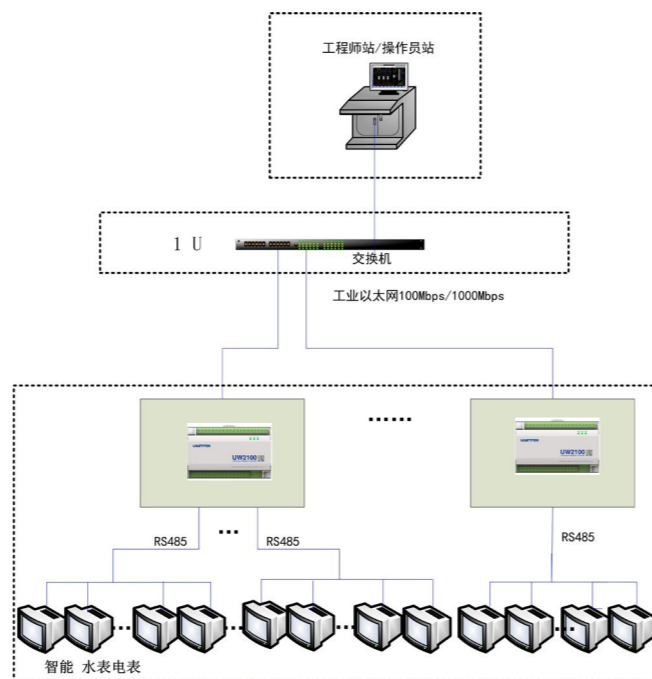 工程师站/操作员站
1 U
交换机
工业以太网100Mbps/1000Mbps
......
UW2100
UW2100
...
RS485
RS485
RS485
... ... ... ...
智能 水表电表